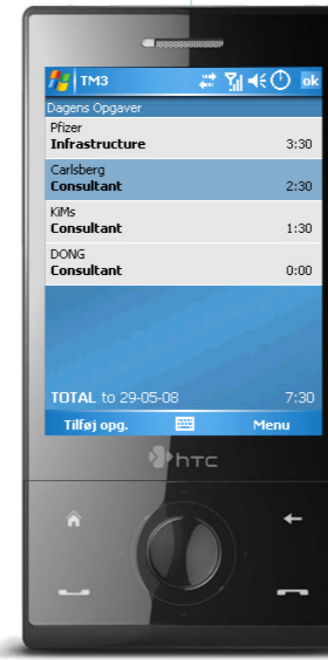 TM3
ok
Dagens Opgaver
Pfizer
Infrastructure 3:30
Carlsberg
Consultant 2:30
KiMs
Consultant 1:30
DONG
Consultant 0:00
TOTAL to 29-05-08 7:30
Tilføj opg. Menu
hTC